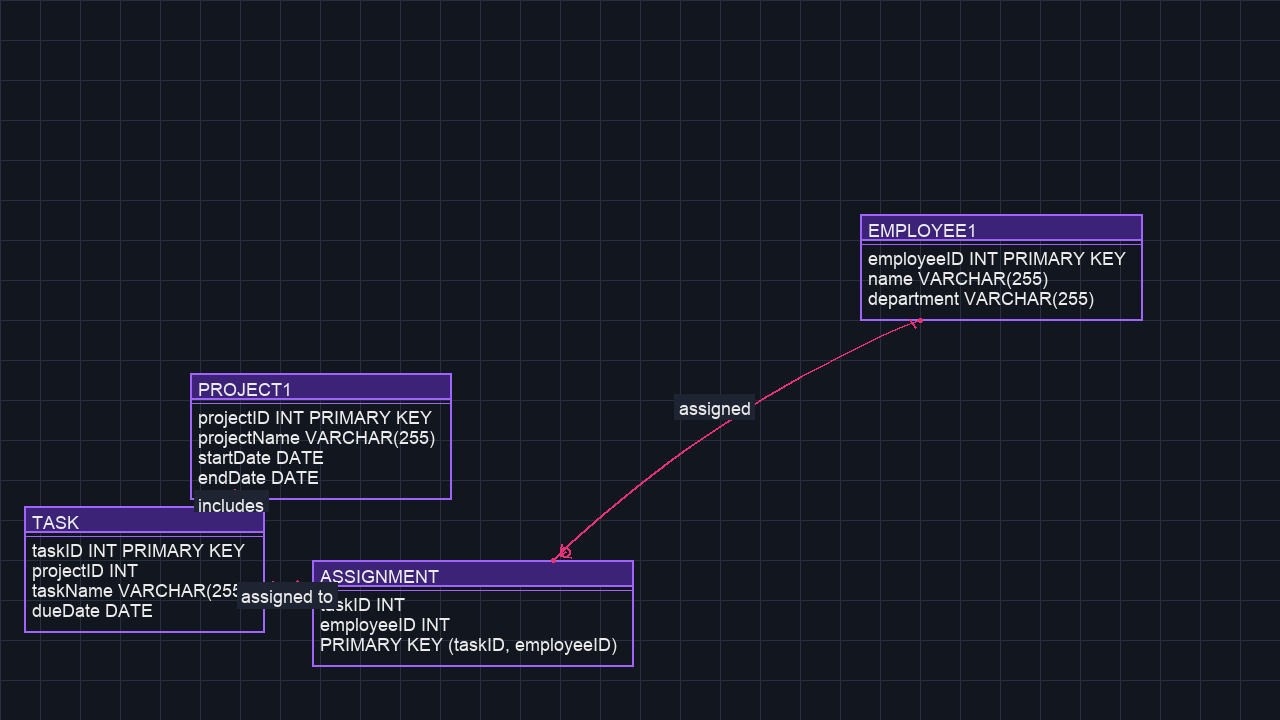 EMPLOYEE1
employeeID INT PRIMARY KEY
name VARCHAR(255)
department VARCHAR(255)
assigned
PROJECT1
projectID INT PRIMARY KEY
projectName VARCHAR(255)
startDate DATE
endDate DATE
includes
TASK
taskID INT PRIMARY KEY
projectID INT
taskName VARCHAR(255
dueDate DATE
assigned to
ASSIGNMENT
taskID INT
employeeID INT
PRIMARY KEY (taskID, employeeID)